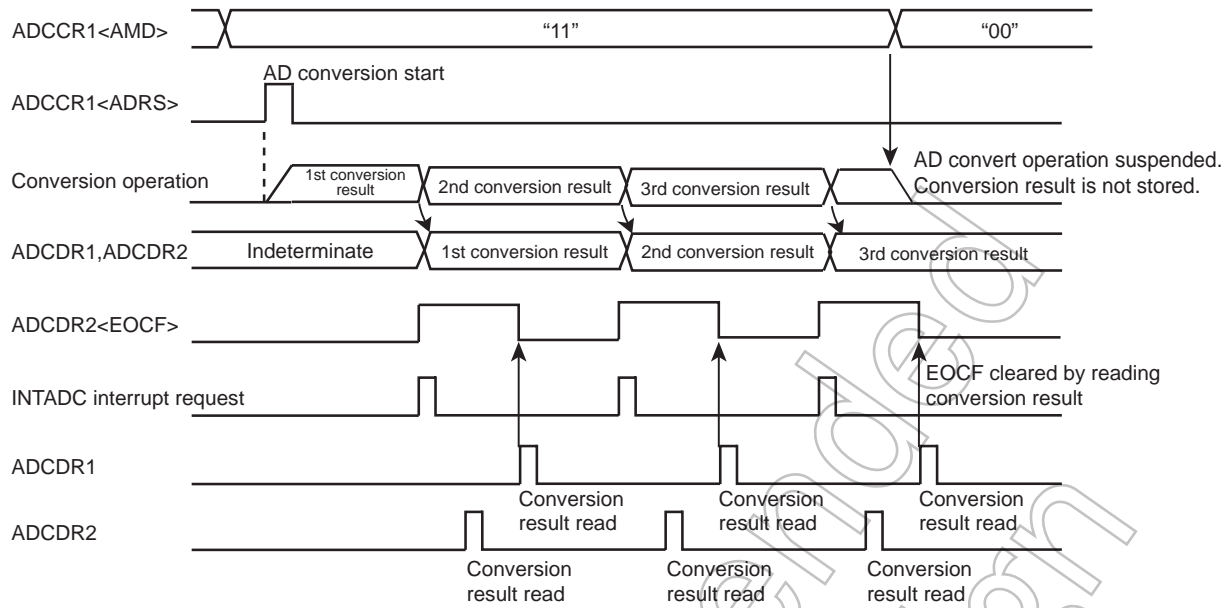 ADCCR1<AMD>
“11”
“00”
AD conversion start
ADCCR1<ADRS>
Conversion operation
1st conversion
result
2nd conversion result
3rd conversion result
AD convert operation suspended.
Conversion result is not stored.
ADCDR1,ADCDR2
Indeterminate
1st conversion result
2nd conversion result
3rd conversion result
ADCDR2<EOCF>
EOCF cleared by reading
conversion result
INTADC interrupt request
ADCDR1
Conversion
result read
Conversion
result read
Conversion
result read
ADCDR2
Conversion
result read
Conversion
result read
Conversion
result read